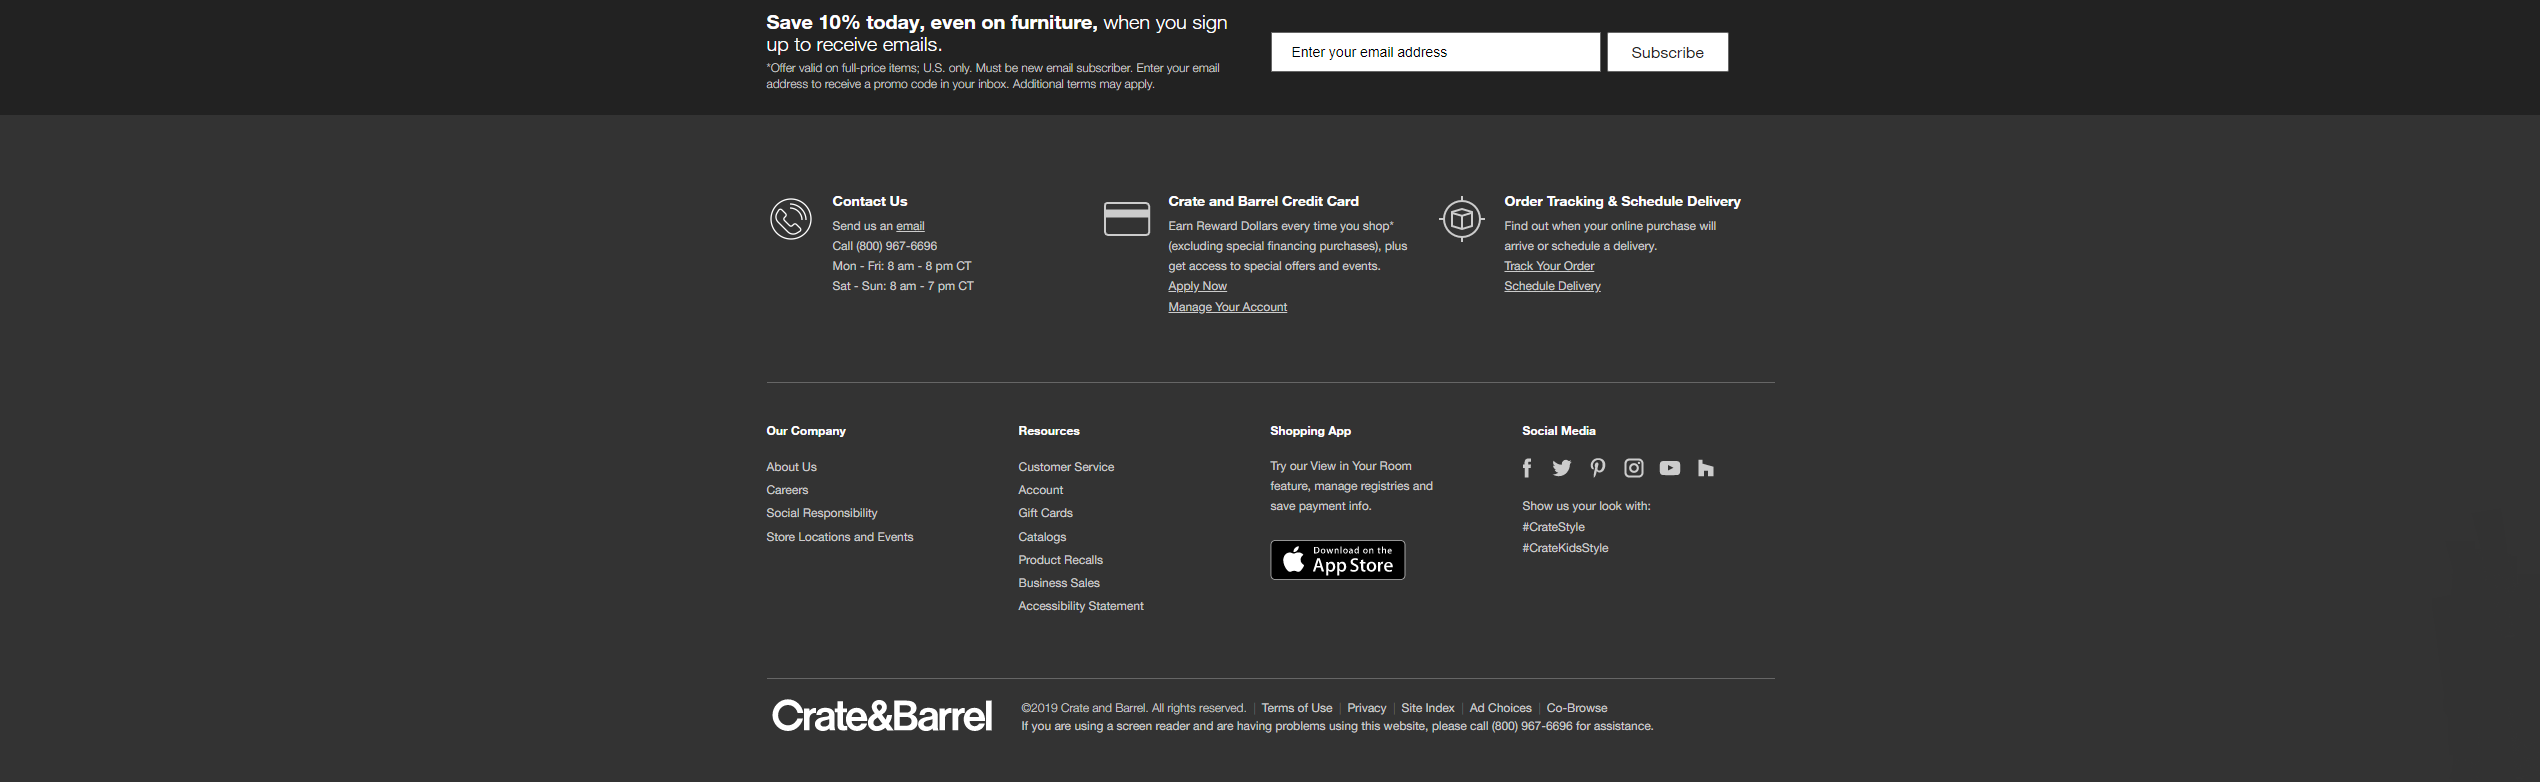 Save 10% today, even on furniture, when you sign
up to receive emails.
*Offer valid on full-price items; U.S. only. Must be new email subscriber. Enter your email
address to receive a promo code in your inbox. Additional terms may apply.
Enter your email address
Subscribe
Contact Us
Send us an email
Call (800) 967-6696
Mon - Fri: 8 am - 8 pm CT
Sat - Sun: 8 am - 7 pm CT
Crate and Barrel Credit Card
Earn Reward Dollars every time you shop*
(excluding special financing purchases), plus
get access to special offers and events.
Apply Now
Manage Your Account
Order Tracking & Schedule Delivery
Find out when your online purchase will
arrive or schedule a delivery.
Track Your Order
Schedule Delivery
Our Company
About Us
Careers
Social Responsibility
Store Locations and Events
Resources
Customer Service
Account
Gift Cards
Catalogs
Product Recalls
Business Sales
Accessibility Statement
Shopping App
Try our View in Your Room
feature, manage registries and
save payment info.
Download on the
App Store
Social Media
Show us your look with:
#CrateStyle
#CrateKidsStyle
Crate&Barrel
©2019 Crate and Barrel. All rights reserved. | Terms of Use | Privacy | Site Index | Ad Choices | Co-Browse
If you are using a screen reader and are having problems using this website, please call (800) 967-6696 for assistance.